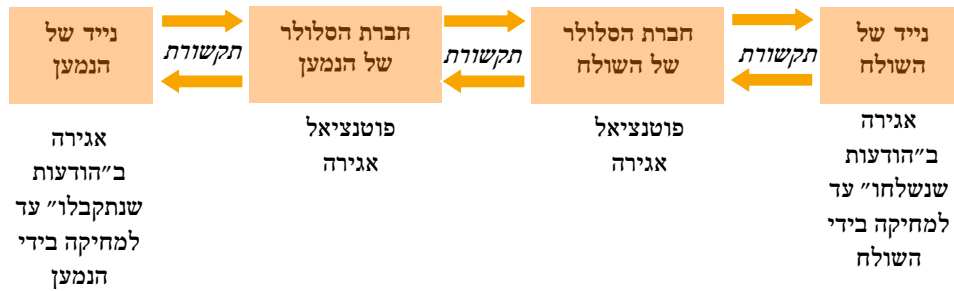 נייד של
השולח
תקשורת
חברת הסלולר
של השולח
תקשורת
חברת הסלולר
של הנמען
תקשורת
נייד של
הנמען
אגירה
ב״הודעות
שנשלחו״ עד
למחיקה בידי
השולח
פוטנציאל
אגירה
פוטנציאל
אגירה
אגירה
ב״הודעות
שנתקבלו״ עד
למחיקה בידי
הנמען